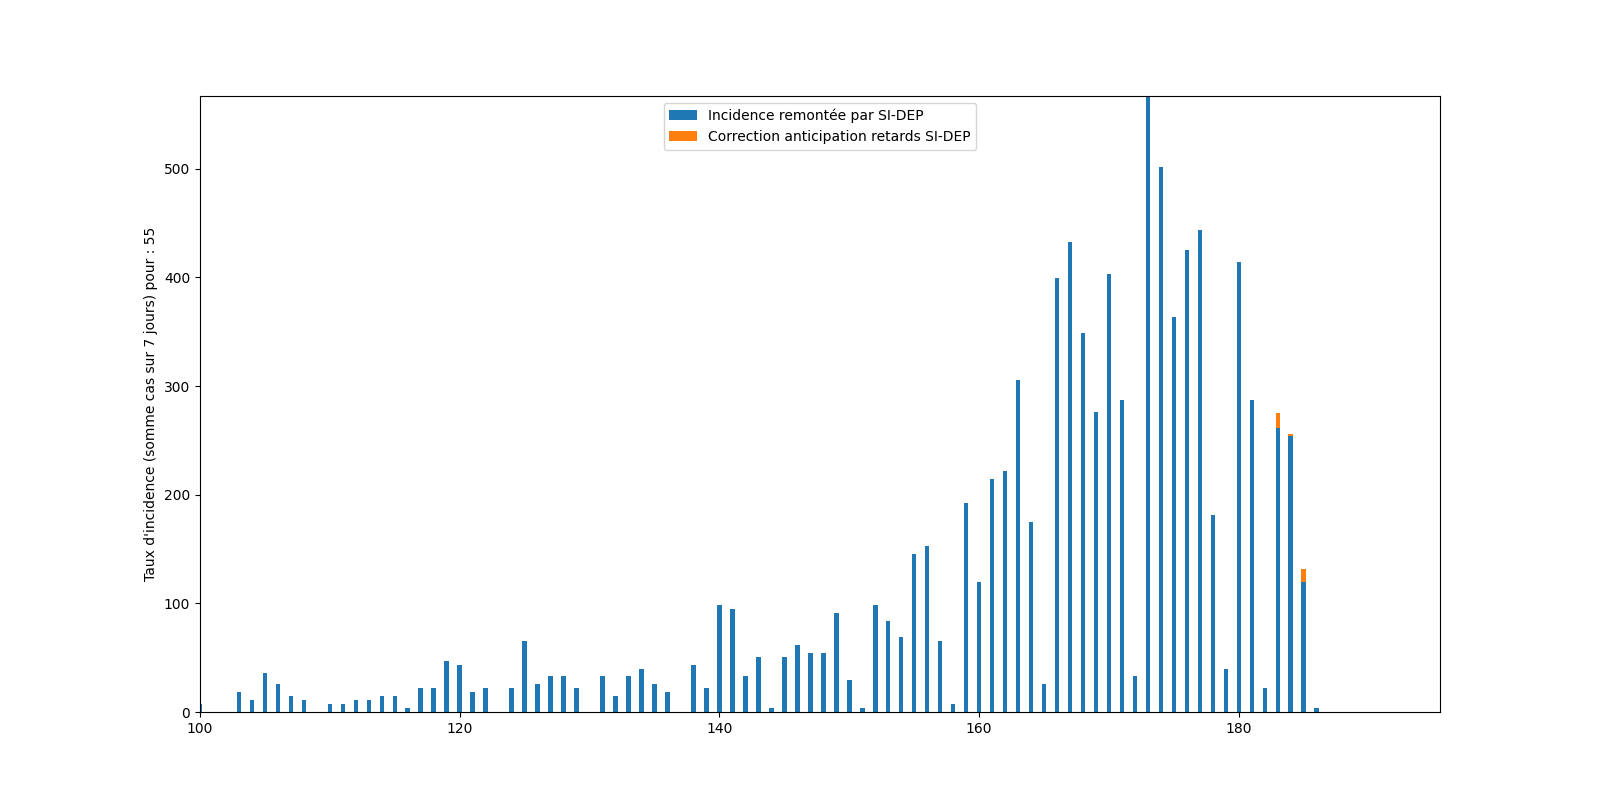 Incidence remontée par SI-DEP
Correction anticipation retards SI-DEP
Taux d'incidence (somme cas sur 7 jours) pour : 55
500
400
300
200
100
0
100 120 140 160 180